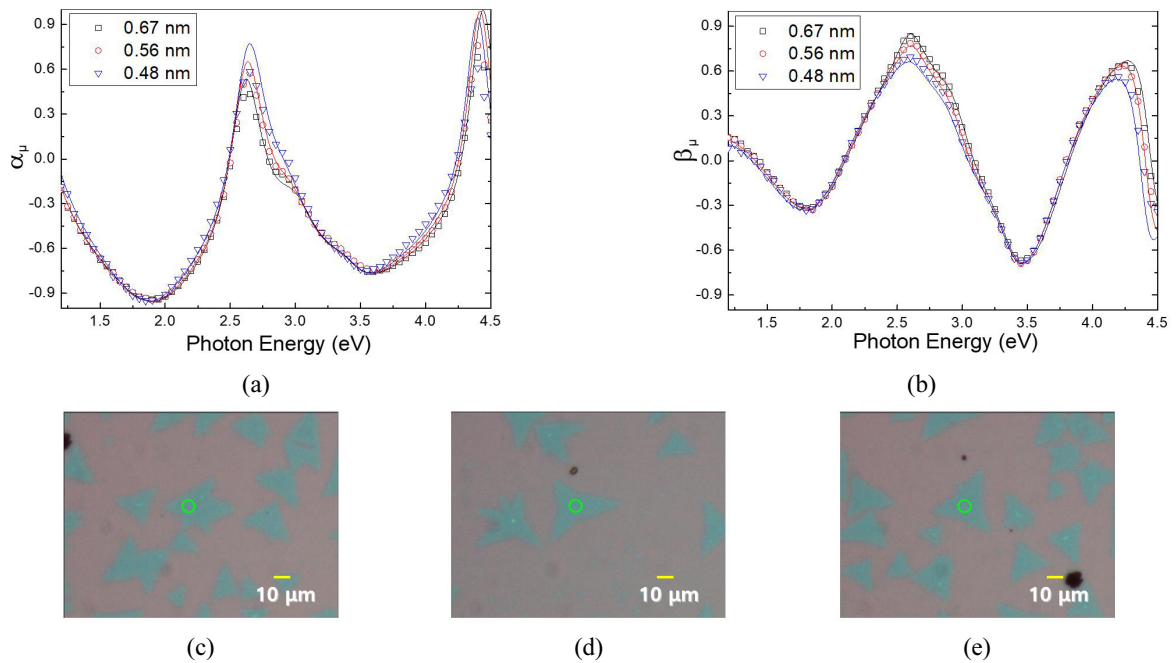 0.9
0.6
0.3
0.0
-0.3
-0.6
-0.9
α_μ
0.67 nm
0.56 nm
0.48 nm
1.5 2.0 2.5 3.0 3.5 4.0 4.5
Photon Energy (eV)
(a)
0.9
0.6
0.3
0.0
-0.3
-0.6
-0.9
β_μ
0.67 nm
0.56 nm
0.48 nm
1.5 2.0 2.5 3.0 3.5 4.0 4.5
Photon Energy (eV)
(b)
10 μm
(c)
10 μm
(d)
10 μm
(e)